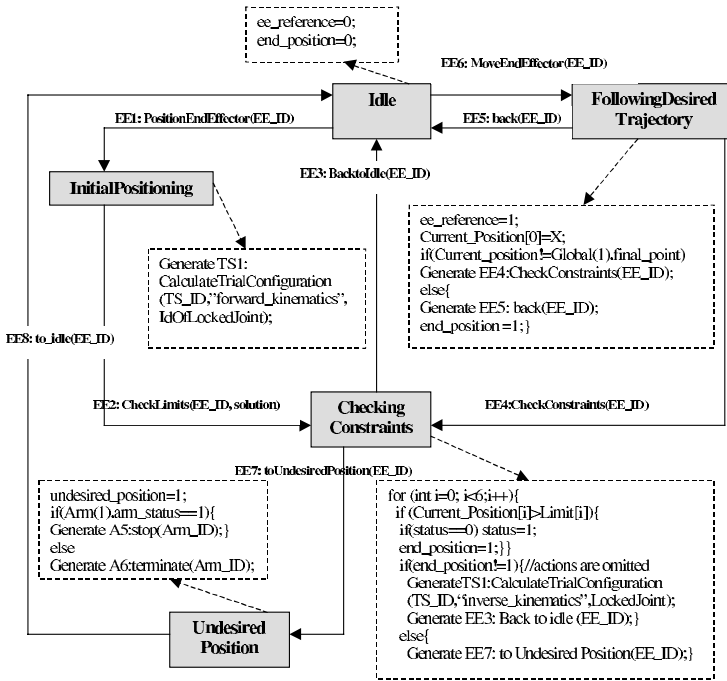 ee_reference=0;
end_position=0;
EE6: MoveEndEffector(EE_ID)
Idle
FollowingDesired
Trajectory
EE1: PositionEndEffector(EE_ID)
EE5: back(EE_ID)
EE3: BacktoIdle(EE_ID)
InitialPositioning
ee_reference=1;
Current_Position[0]=X;
if(Current_position!=Global(1).final_point)
Generate EE4:CheckConstraints(EE_ID);
else{
Generate EE5: back(EE_ID);
end_position =1;}
Generate TS1:
CalculateTrialConfiguration
(TS_ID,"forward_kinematics",
IdOfLockedJoint);
EE8: to_idle(EE_ID)
EE2: CheckLimits(EE_ID, solution)
Checking
Constraints
EE4:CheckConstraints(EE_ID)
EE7: toUndesiredPosition(EE_ID)
undesired_position=1;
if(Arm(1).arm_status==1){
Generate A5:stop(Arm_ID);}
else
Generate A6:terminate(Arm_ID);
for (int i=0; i<6;i++){
if (Current_Position[i]>Limit[i]){
if(status==0) status=1;
end_position=1;}}
if(end_position!=1){//actions are omitted
GenerateTS1:CalculateTrialConfiguration
(TS_ID,"inverse_kinematics",LockedJoint);
Generate EE3: Back to idle (EE_ID);}
else{
Generate EE7: to Undesired Position(EE_ID);}
Undesired
Position